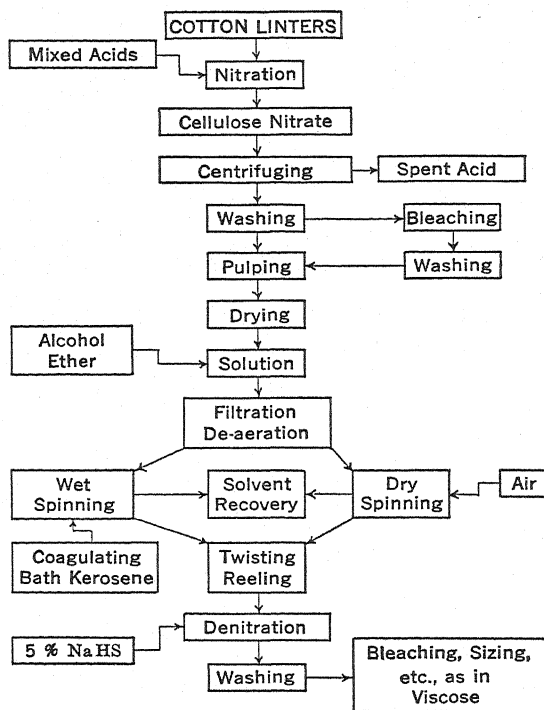 COTTON LINTERS
Mixed Acids
Nitration
Cellulose Nitrate
Centrifuging
Spent Acid
Washing
Bleaching
Pulping
Washing
Drying
Alcohol
Ether
Solution
Filtration
De-aeration
Wet
Spinning
Solvent
Recovery
Dry
Spinning
Air
Coagulating
Bath Kerosene
Twisting
Reeling
Denitration
5 % NaHS
Washing
Bleaching, Sizing,
etc., as in
Viscose